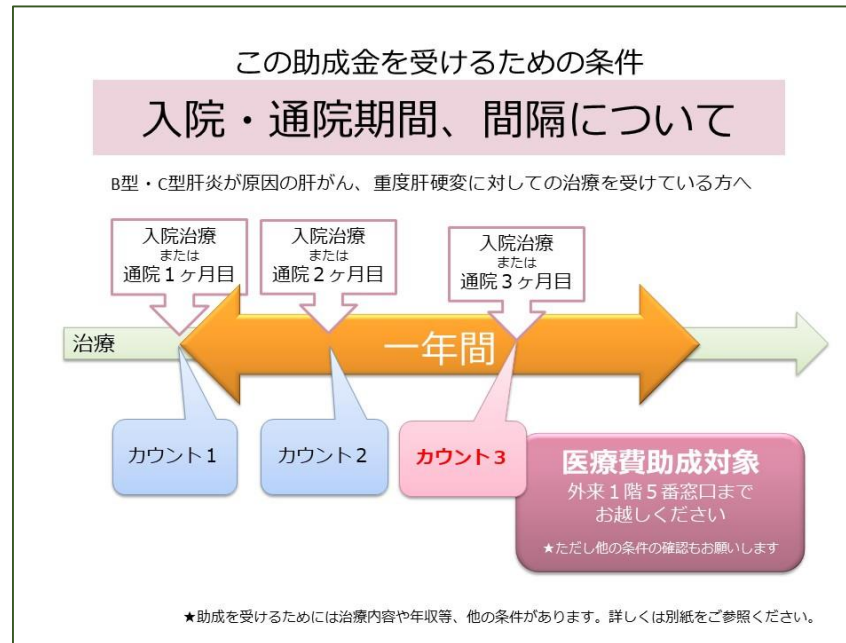 この助成金を受けるための条件
入院・通院期間、間隔について
B型・C型肝炎が原因の肝がん、重度肝硬変に対しての治療を受けている方へ
入院治療
または
通院１ヶ月目
入院治療
または
通院２ヶ月目
入院治療
または
通院３ヶ月目
治療
一年間
カウント１
カウント２
カウント３
医療費助成対象
外来１階５番窓口まで
お越しください
★ただし他の条件の確認もお願いします
★助成を受けるためには治療内容や年収等、他の条件があります。詳しくは別紙をご参照ください。